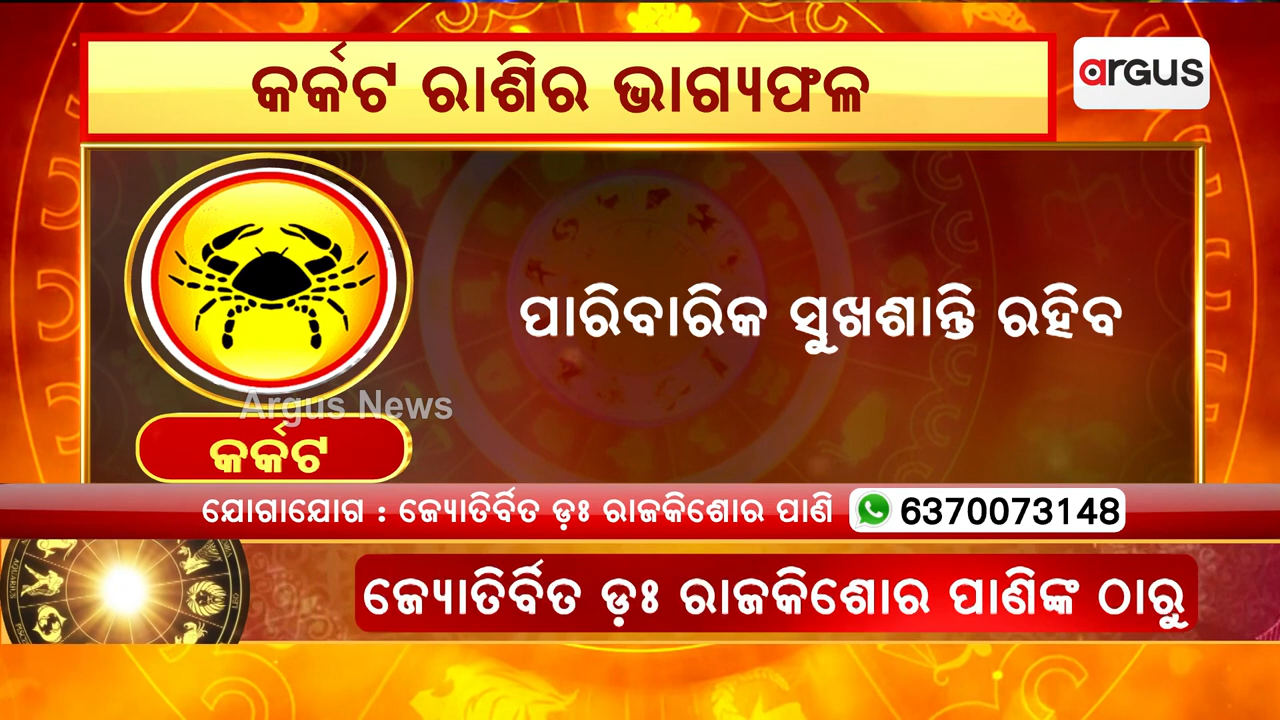 କର୍କଟ ରାଶିର ଭାଗ୍ୟଫଳ
argus
ପାରିବାରିକ ସୁଖଶାନ୍ତି ରହିବ
Argus News
କର୍କଟ
ଯୋଗାଯୋଗ : ଜ୍ୟୋତିର୍ବିତ ଡ଼ଃ ରାଜକିଶୋର ପାଣି 6370073148
ଜ୍ୟୋତିର୍ବିତ ଡ଼ଃ ରାଜକିଶୋର ପାଣିଙ୍କ ଠାରୁ